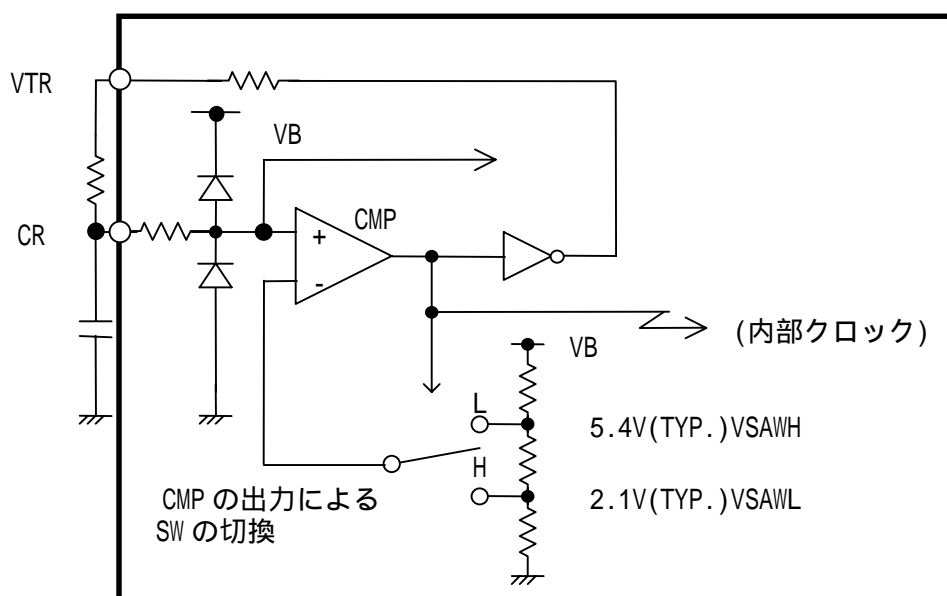 VTR
VB
CMP
+
CR
-
(内部クロック)
VB
L
5.4V(TYP.)VSAWH
H
2.1V(TYP.)VSAWL
CMP の出力による
SW の切換